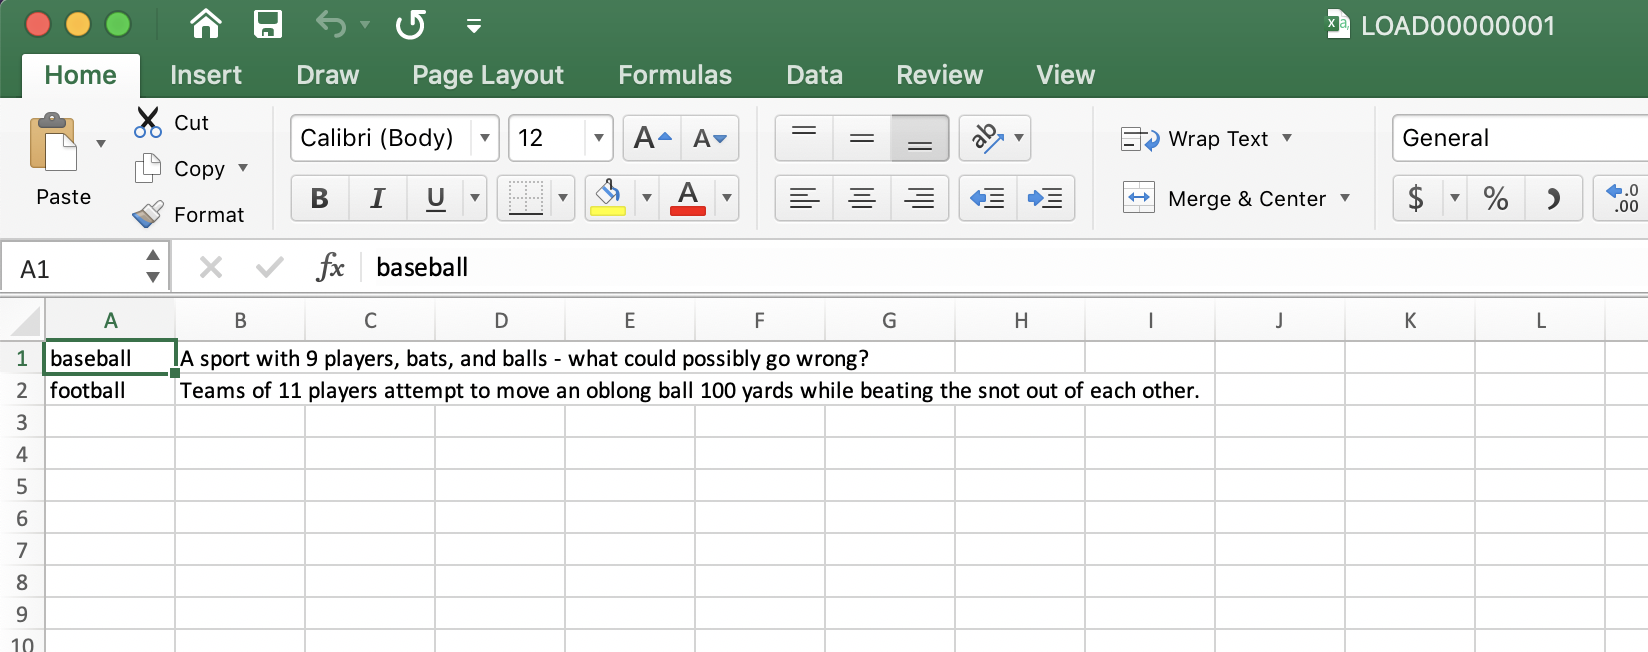 LOAD00000001
Home Insert Draw Page Layout Formulas Data Review View
Cut
Copy
Format
Paste
Calibri (Body) 12 A A
B I U A
ab
Wrap Text
Merge & Center
General
$ % ) .0 .00
A1 fx baseball
A B C D E F G H I J K L
1 baseball A sport with 9 players, bats, and balls - what could possibly go wrong?
2 football Teams of 11 players attempt to move an oblong ball 100 yards while beating the snot out of each other.
3
4
5
6
7
8
9
10